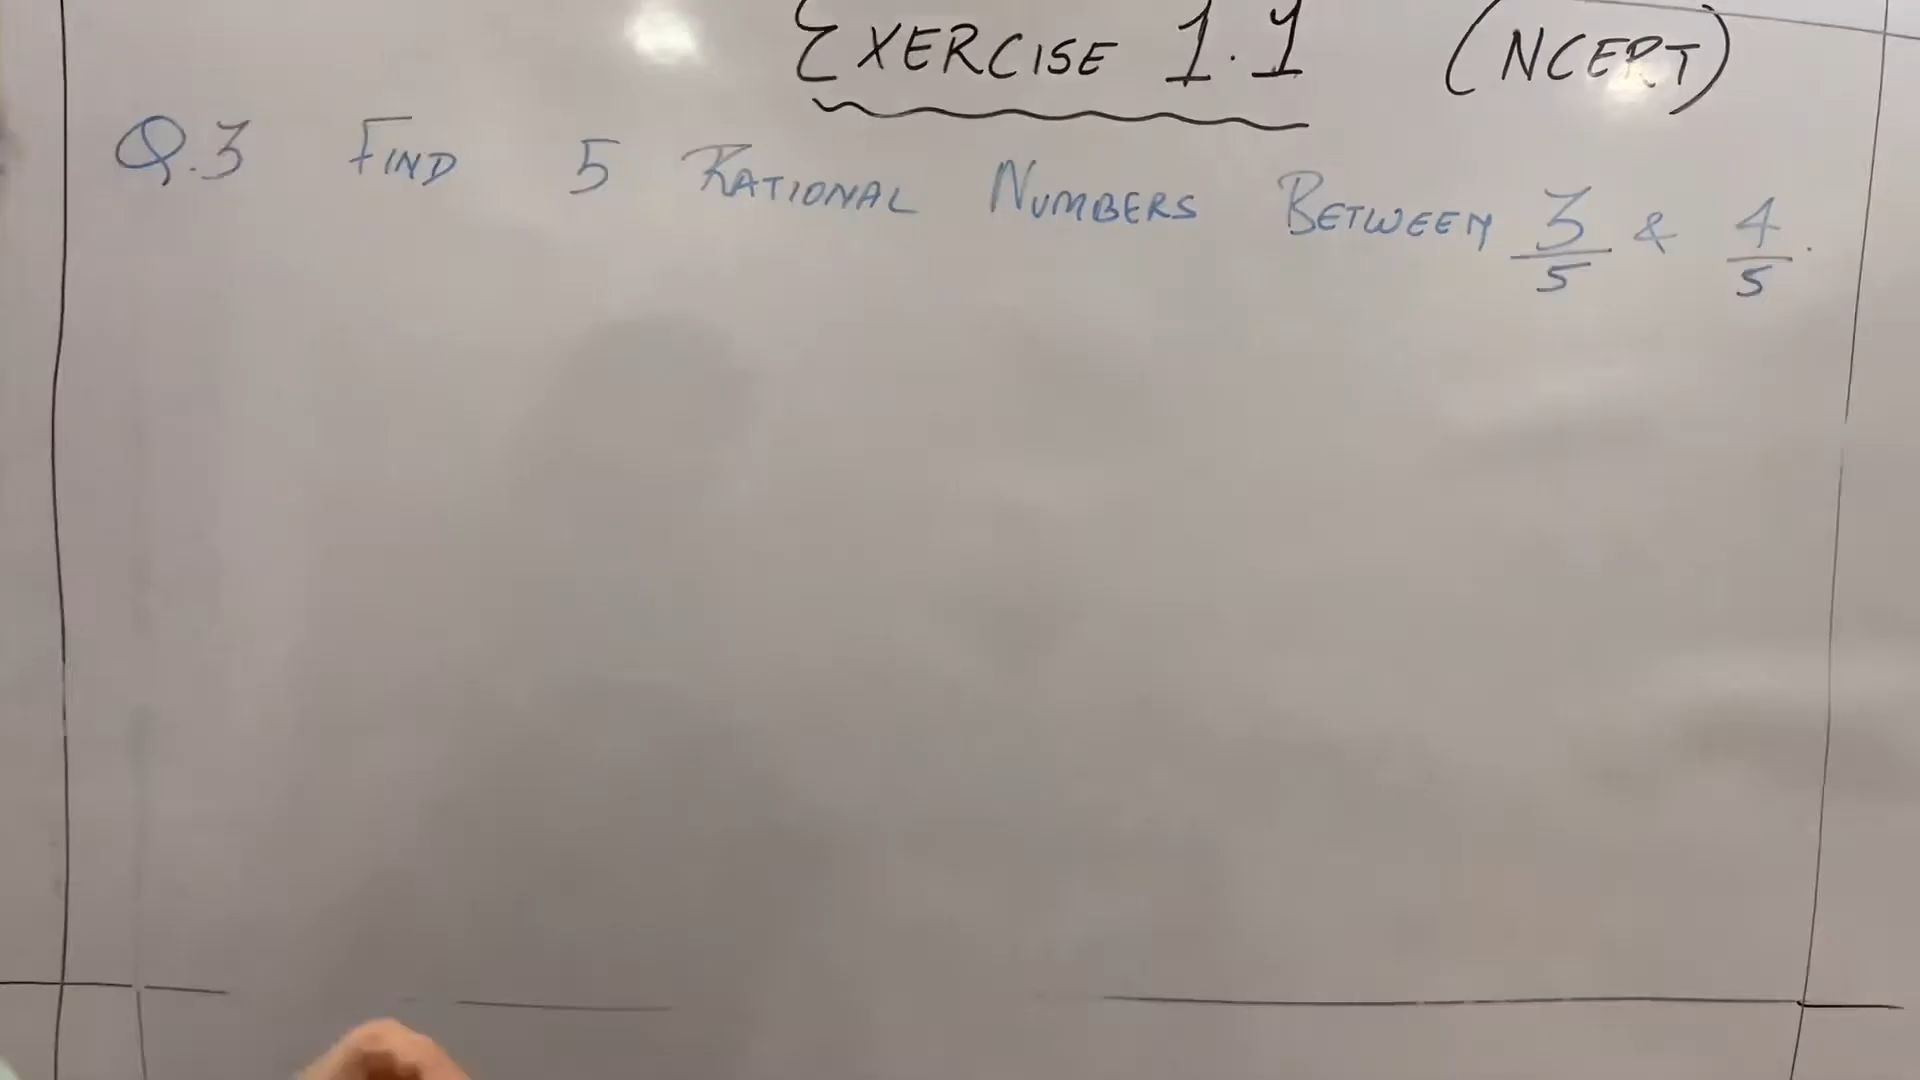 EXERCISE 1.1 (NCERT)
Q.3 FIND 5 RATIONAL NUMBERS BETWEEN 3/5 & 4/5.